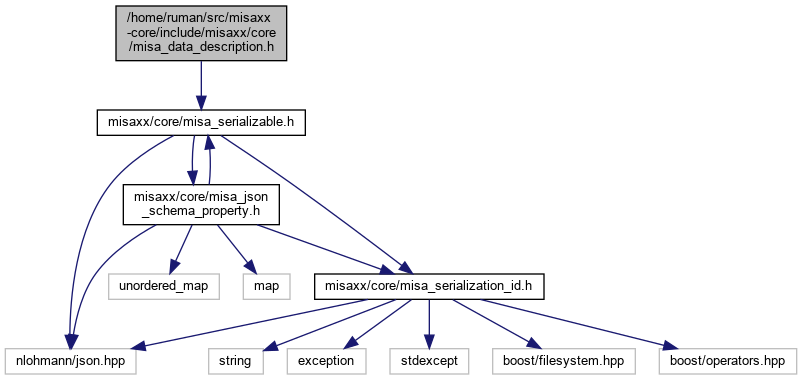 /home/ruman/src/misaxx
-core/include/misaxx/core
/misa_data_description.h
misaxx/core/misa_serializable.h
misaxx/core/misa_json
_schema_property.h
unordered_map
map
misaxx/core/misa_serialization_id.h
nlohmann/json.hpp
string
exception
stdexcept
boost/filesystem.hpp
boost/operators.hpp